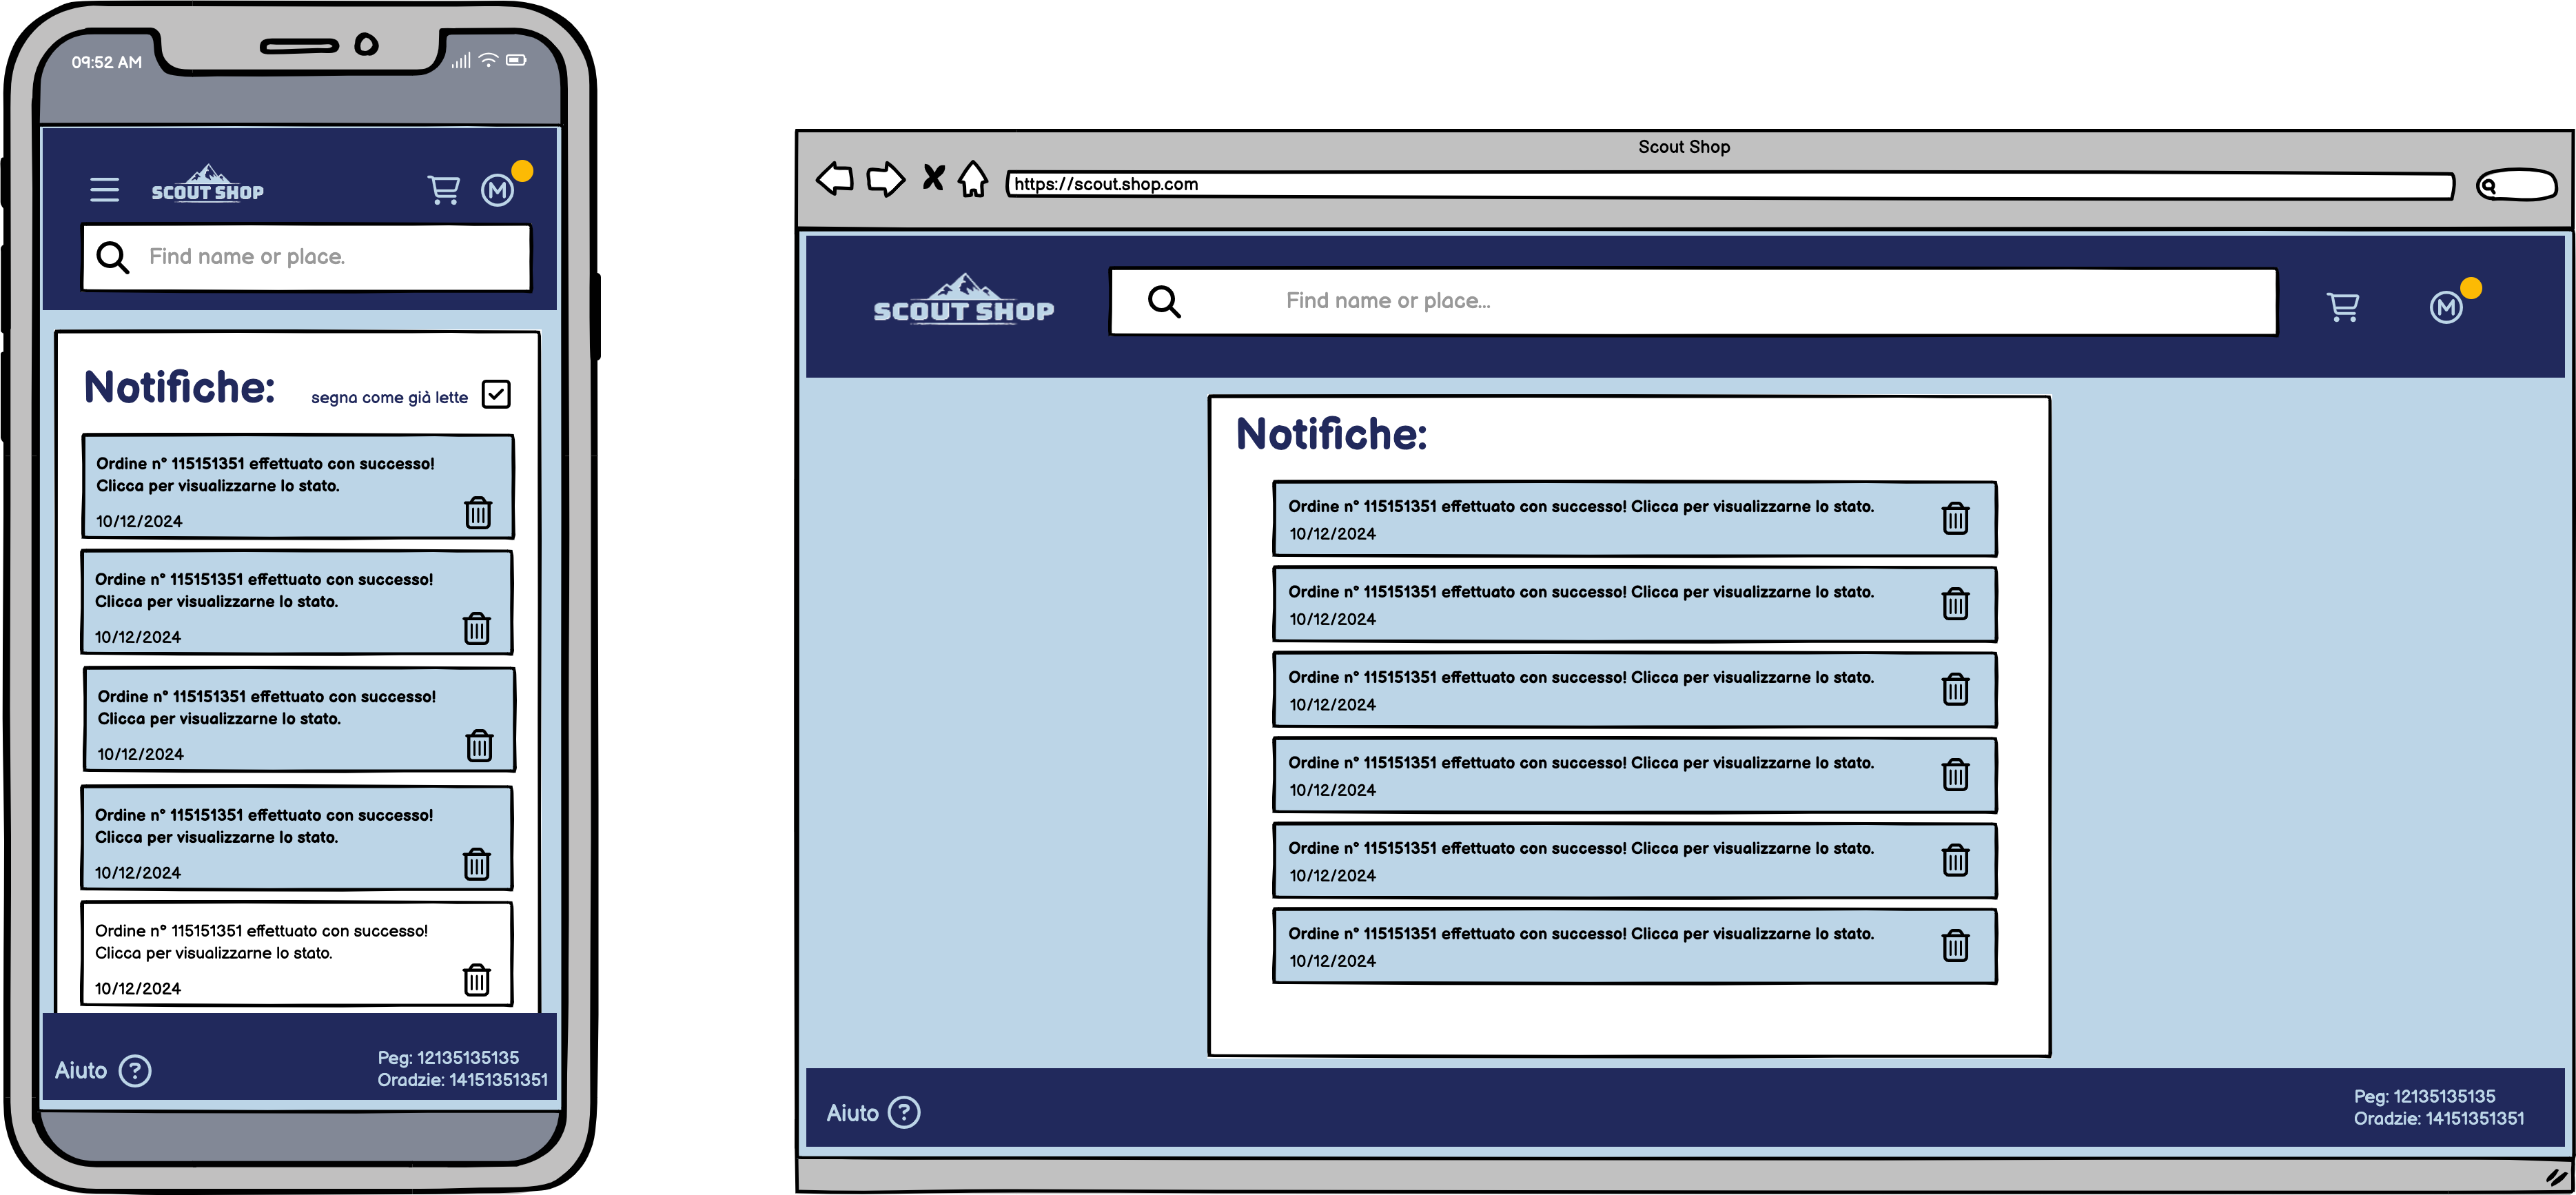 09:52 AM
SCOUT SHOP
M
Find name or place.
Notifiche:
segna come già lette
Ordine n° 115151351 effettuato con successo!
Clicca per visualizzarne lo stato.
10/12/2024
Ordine n° 115151351 effettuato con successo!
Clicca per visualizzarne lo stato.
10/12/2024
Ordine n° 115151351 effettuato con successo!
Clicca per visualizzarne lo stato.
10/12/2024
Ordine n° 115151351 effettuato con successo!
Clicca per visualizzarne lo stato.
10/12/2024
Ordine n° 115151351 effettuato con successo!
Clicca per visualizzarne lo stato.
10/12/2024
Aiuto ?
Peg: 12135135135
Oradzie: 14151351351
Scout Shop
https://scout.shop.com
SCOUT SHOP
Find name or place...
M
Notifiche:
Ordine n° 115151351 effettuato con successo! Clicca per visualizzarne lo stato.
10/12/2024
Ordine n° 115151351 effettuato con successo! Clicca per visualizzarne lo stato.
10/12/2024
Ordine n° 115151351 effettuato con successo! Clicca per visualizzarne lo stato.
10/12/2024
Ordine n° 115151351 effettuato con successo! Clicca per visualizzarne lo stato.
10/12/2024
Ordine n° 115151351 effettuato con successo! Clicca per visualizzarne lo stato.
10/12/2024
Ordine n° 115151351 effettuato con successo! Clicca per visualizzarne lo stato.
10/12/2024
Aiuto ?
Peg: 12135135135
Oradzie: 14151351351